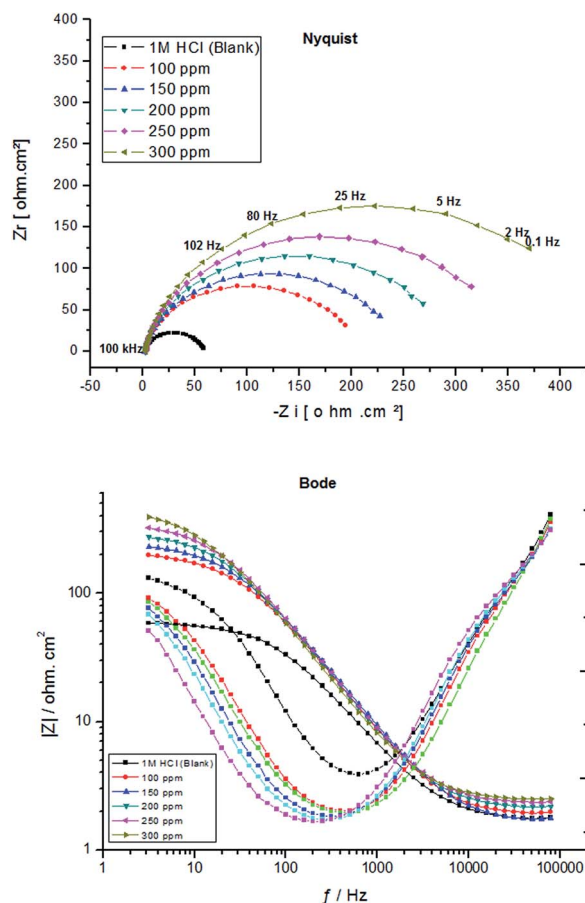 Nyquist
400
350
300
250
200
150
100
50
0
Zr [ ohm.cm²]
1M HCl (Blank)
100 ppm
150 ppm
200 ppm
250 ppm
300 ppm
100 kHz
102 Hz
80 Hz
25 Hz
5 Hz
2 Hz
0.1 Hz
-50 0 50 100 150 200 250 300 350 400
-Z i [ o hm .cm ²]
Bode
100
10
1
|Z| / ohm. cm²
1M HCl (Blank)
100 ppm
150 ppm
200 ppm
250 ppm
300 ppm
1 10 100 1000 10000 100000
f / Hz